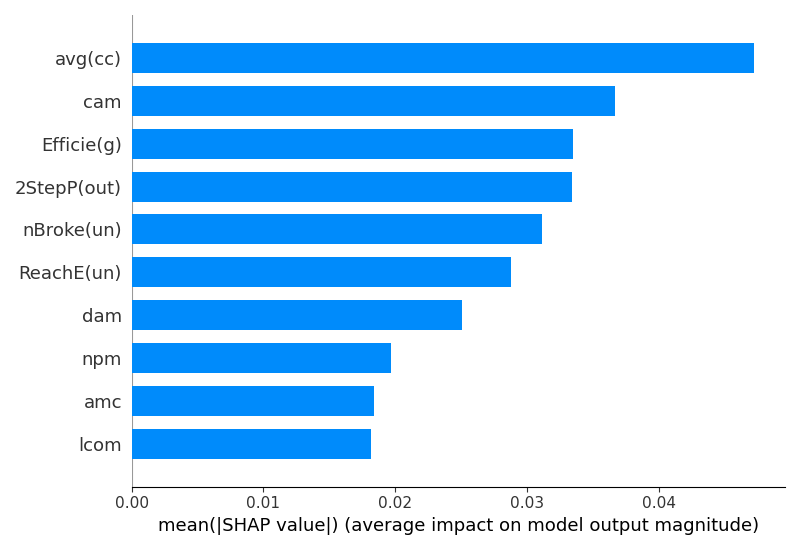 avg(cc)
cam
Efficie(g)
2StepP(out)
nBroke(un)
ReachE(un)
dam
npm
amc
lcom
0.00 0.01 0.02 0.03 0.04
mean(|SHAP value|) (average impact on model output magnitude)